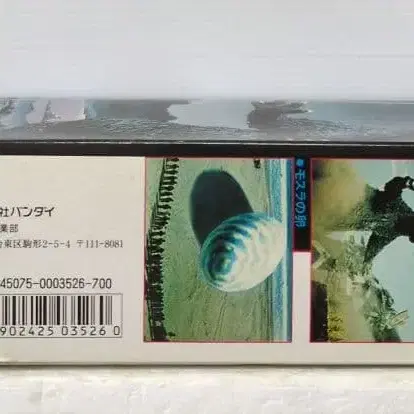 社バンダイ
業部
台東区駒形2-5-4 〒111-8081
45075-0003526-700
902425 03526 0
●モスラの卵